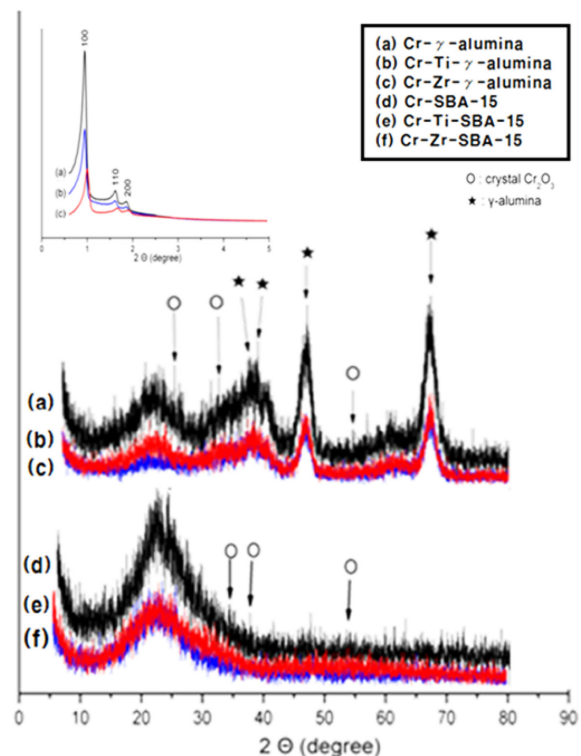 100
110
200
(a)
(b)
(c)
0 1 2 3 4 5
2 Θ (degree)
(a) Cr-γ-alumina
(b) Cr-Ti-γ-alumina
(c) Cr-Zr-γ-alumina
(d) Cr-SBA-15
(e) Cr-Ti-SBA-15
(f) Cr-Zr-SBA-15
O : crystal Cr₂O₃
★ : γ-alumina
(a)
(b)
(c)
(d)
(e)
(f)
0 10 20 30 40 50 60 70 80 90
2 Θ (degree)